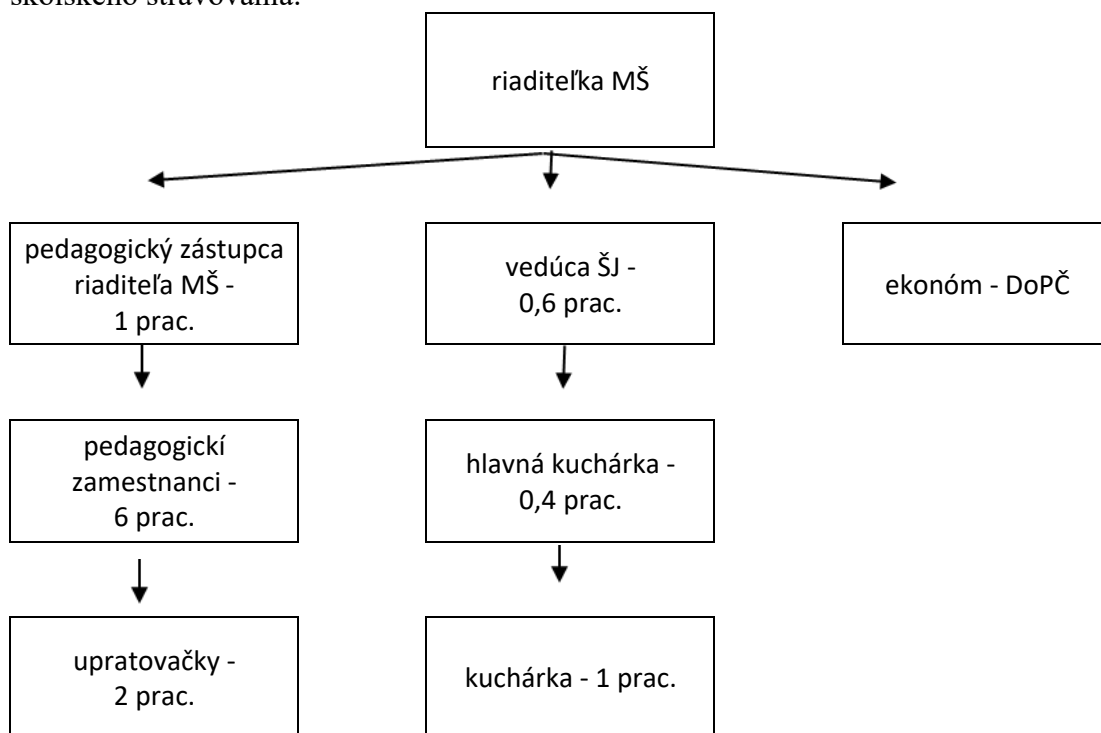 školského stravovania.
riaditeľka MŠ
pedagogický zástupca
riaditeľa MŠ -
1 prac.
vedúca ŠJ -
0,6 prac.
ekonóm - DoPČ
pedagogickí
zamestnanci -
6 prac.
hlavná kuchárka -
0,4 prac.
upratovačky -
2 prac.
kuchárka - 1 prac.